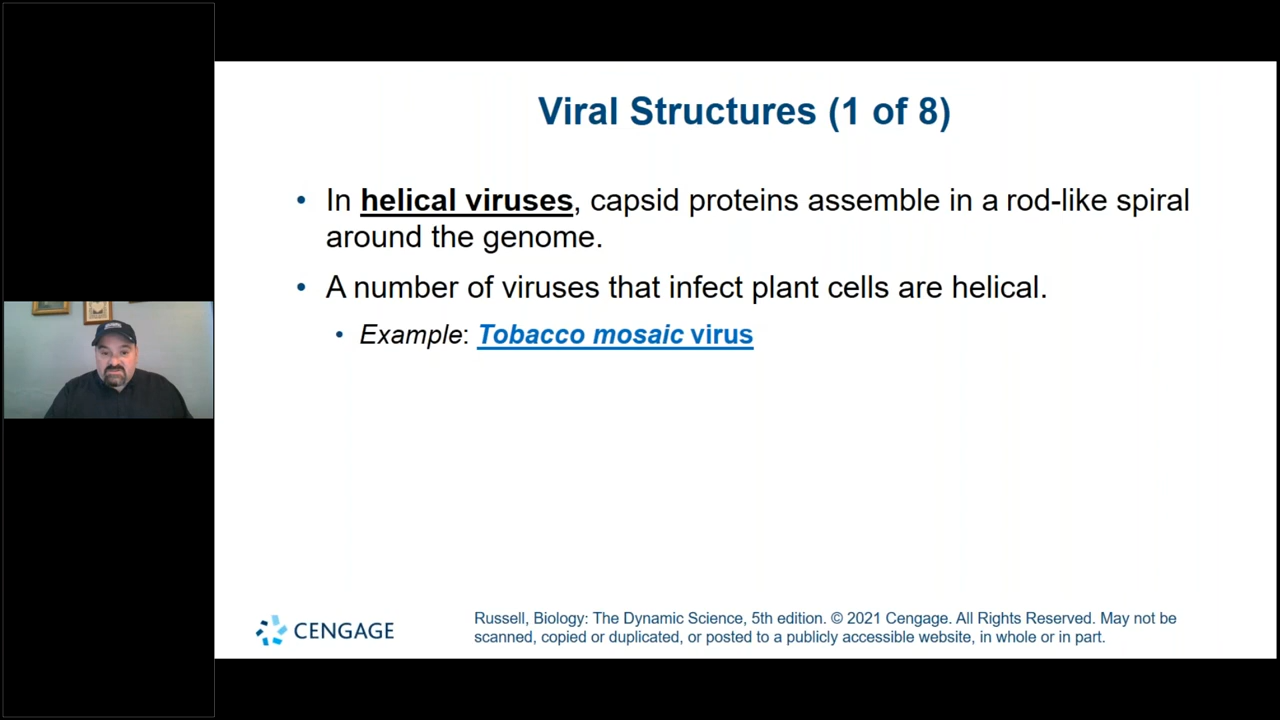 Viral Structures (1 of 8)
• In helical viruses, capsid proteins assemble in a rod-like spiral
around the genome.
• A number of viruses that infect plant cells are helical.
• Example: Tobacco mosaic virus
CENGAGE
Russell, Biology: The Dynamic Science, 5th edition. © 2021 Cengage. All Rights Reserved. May not be
scanned, copied or duplicated, or posted to a publicly accessible website, in whole or in part.